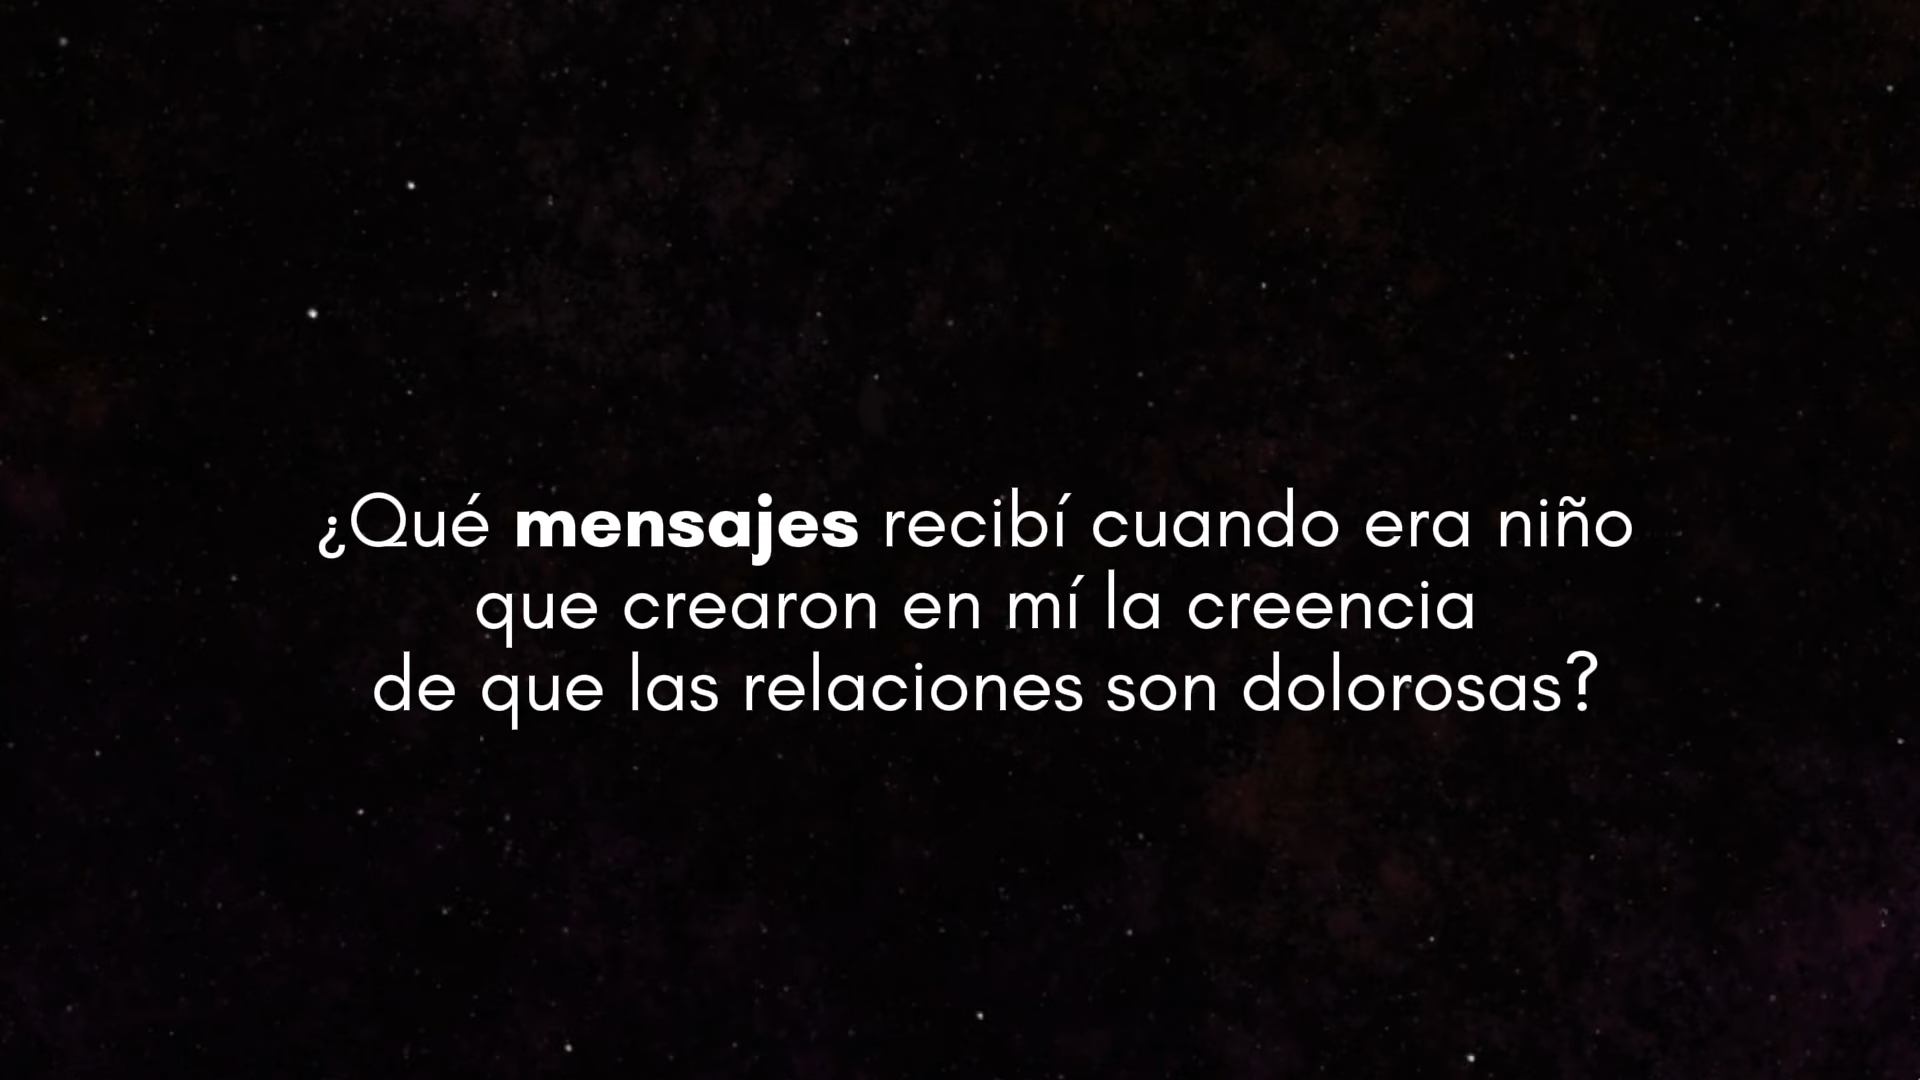 ¿Qué mensajes recibí cuando era niño
que crearon en mí la creencia
de que las relaciones son dolorosas?